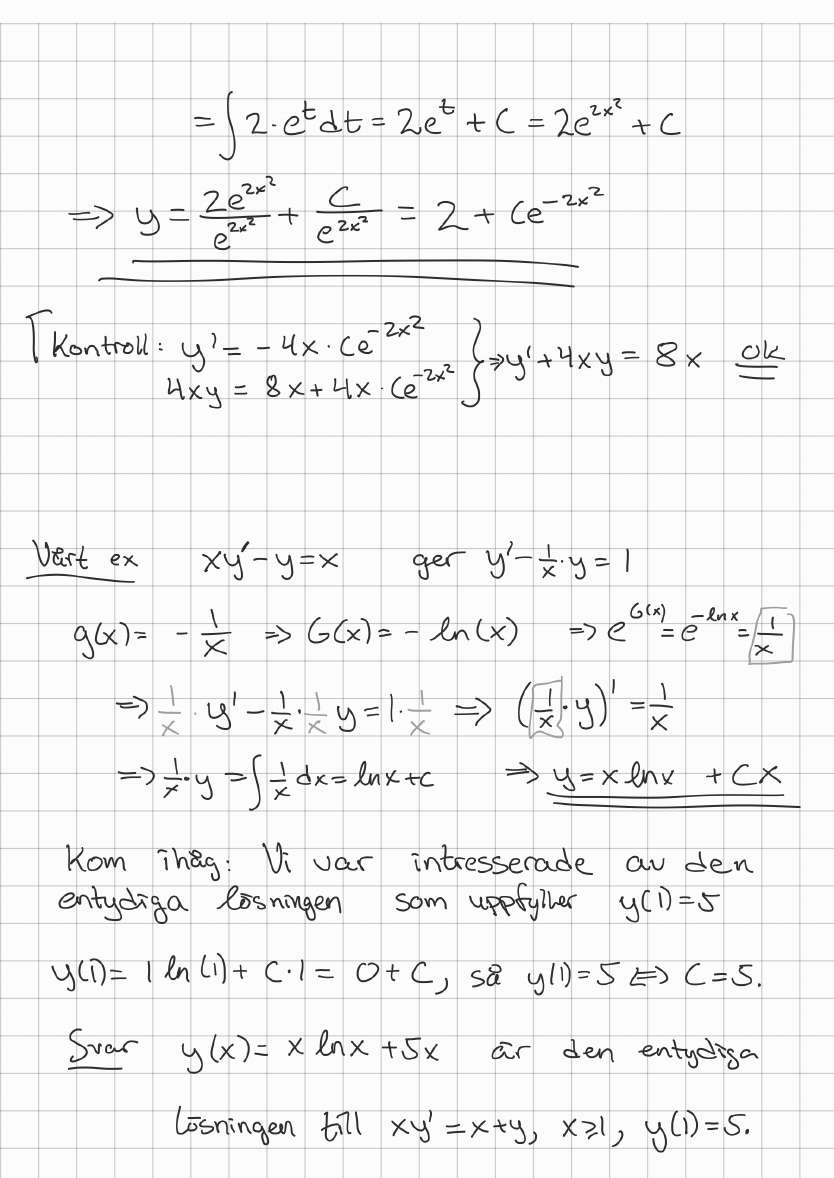 = ∫ 2·e^t dt = 2e^t + C = 2e^{2x²} + C
⇒ y = 2e^{2x²}/e^{2x²} + C/e^{2x²} = 2 + Ce^{-2x²}
⌈ Kontroll: y' = -4x·Ce^{-2x²}
4xy = 8x + 4x·Ce^{-2x²} } ⇒ y' + 4xy = 8x ok
Vårt ex xy' - y = x ger y' - 1/x · y = 1
g(x) = - 1/x ⇒ G(x) = - ln(x) ⇒ e^{G(x)} = e^{-ln x} = 1/x
⇒ 1/x · y' - 1/x · 1/x y = 1 · 1/x ⇒ (1/x · y)' = 1/x
⇒ 1/x · y = ∫ 1/x dx = ln x + C ⇒ y = x ln x + Cx
Kom ihåg: Vi var intresserade av den
entydiga lösningen som uppfyller y(1) = 5
y(1) = 1 ln(1) + C·1 = 0 + C, så y(1) = 5 ⇔ C = 5.
Svar y(x) = x ln x + 5x är den entydiga
lösningen till xy' = x+y, x ≥ 1, y(1) = 5.